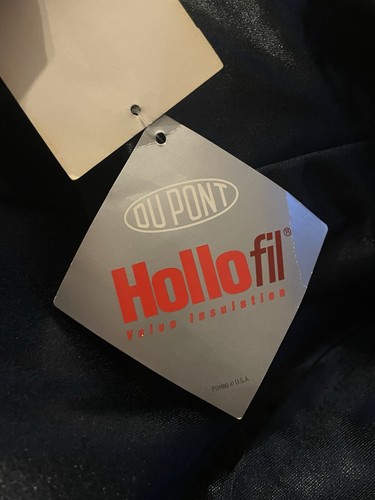 DU PONT
Hollofil®
Value Insulation
Printed in U.S.A.